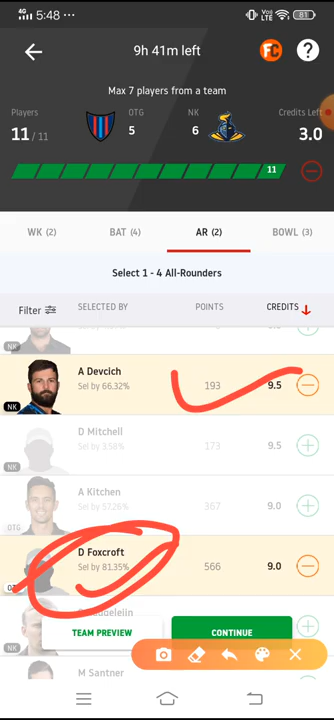 4G 5:48 ... Vo LTE 81
9h 41m left FC ?
Max 7 players from a team
Players OTG NK Credits Left
11 / 11 5 6 3.0
11
WK (2) BAT (4) AR (2) BOWL (3)
Select 1 - 4 All-Rounders
Filter SELECTED BY POINTS CREDITS
NK
A Devcich
Sel by 66.32% 193 9.5
NK
D Mitchell
Sel by 3.58% 173 9.5
NK
A Kitchen
Sel by 57.26% 367 9.0
OTG
D Foxcroft
Sel by 81.35% 566 9.0
TEAM PREVIEW CONTINUE
NK
M Santner